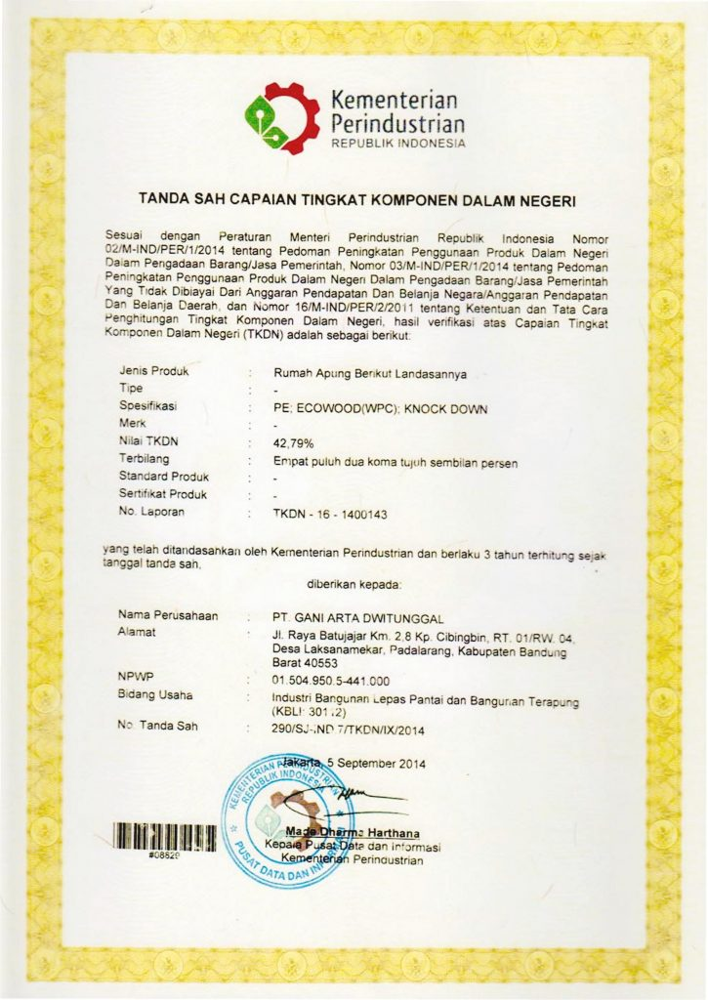 Kementerian
Perindustrian
REPUBLIK INDONESIA
TANDA SAH CAPAIAN TINGKAT KOMPONEN DALAM NEGERI
Sesuai dengan Peraturan Menteri Perindustrian Republik Indonesia Nomor
02/M-IND/PER/1/2014 tentang Pedoman Peningkatan Penggunaan Produk Dalam Negeri
Dalam Pengadaan Barang/Jasa Pemerintah, Nomor 03/M-IND/PER/1/2014 tentang Pedoman
Peningkatan Penggunaan Produk Dalam Negeri Dalam Pengadaan Barang/Jasa Pemerintah
Yang Tidak Dibiayai Dari Anggaran Pendapatan Dan Belanja Negara/Anggaran Pendapatan
Dan Belanja Daerah, dan Nomor 16/M-IND/PER/2/2011 tentang Ketentuan dan Tata Cara
Penghitungan Tingkat Komponen Dalam Negeri, hasil verifikasi atas Capaian Tingkat
Komponen Dalam Negeri (TKDN) adalah sebagai berikut:
Jenis Produk : Rumah Apung Berikut Landasannya
Tipe : -
Spesifikasi : PE; ECOWOOD(WPC); KNOCK DOWN
Merk : -
Nilai TKDN : 42,79%
Terbilang : Empat puluh dua koma tujuh sembilan persen
Standard Produk : -
Sertifikat Produk : -
No. Laporan : TKDN - 16 - 1400143
yang telah ditandasahkan oleh Kementerian Perindustrian dan berlaku 3 tahun terhitung sejak
tanggal tanda sah,
diberikan kepada:
Nama Perusahaan : PT. GANI ARTA DWITUNGGAL
Alamat : Jl. Raya Batujajar Km. 2,8 Kp. Cibingbin, RT. 01/RW. 04,
Desa Laksanamekar, Padalarang, Kabupaten Bandung
Barat 40553
NPWP : 01.504.950.5-441.000
Bidang Usaha : Industri Bangunan Lepas Pantai dan Bangunan Terapung
(KBLI: 30112)
No. Tanda Sah : 290/SJ-IND.7/TKDN/IX/2014
Jakarta, 5 September 2014
KEMENTERIAN PERINDUSTRIAN
REPUBLIK INDONESIA
PUSAT DATA DAN INFORMASI
Made Dharma Harthana
Kepala Pusat Data dan Informasi
Kementerian Perindustrian
#08829